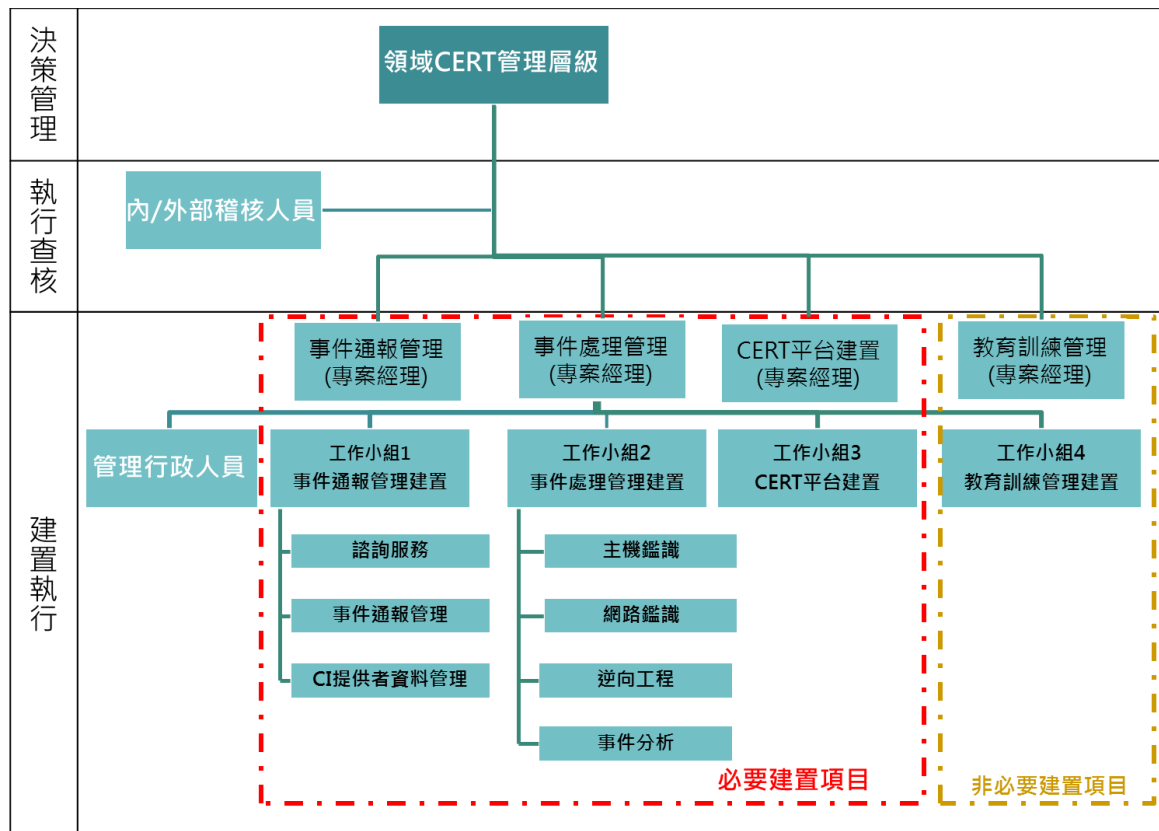 決策管理
領域CERT管理層級
執行查核
內/外部稽核人員
建置執行
事件通報管理
(專案經理)
事件處理管理
(專案經理)
CERT平台建置
(專案經理)
教育訓練管理
(專案經理)
管理行政人員
工作小組1
事件通報管理建置
工作小組2
事件處理管理建置
工作小組3
CERT平台建置
工作小組4
教育訓練管理建置
諮詢服務
事件通報管理
CI提供者資料管理
主機鑑識
網路鑑識
逆向工程
事件分析
必要建置項目
非必要建置項目